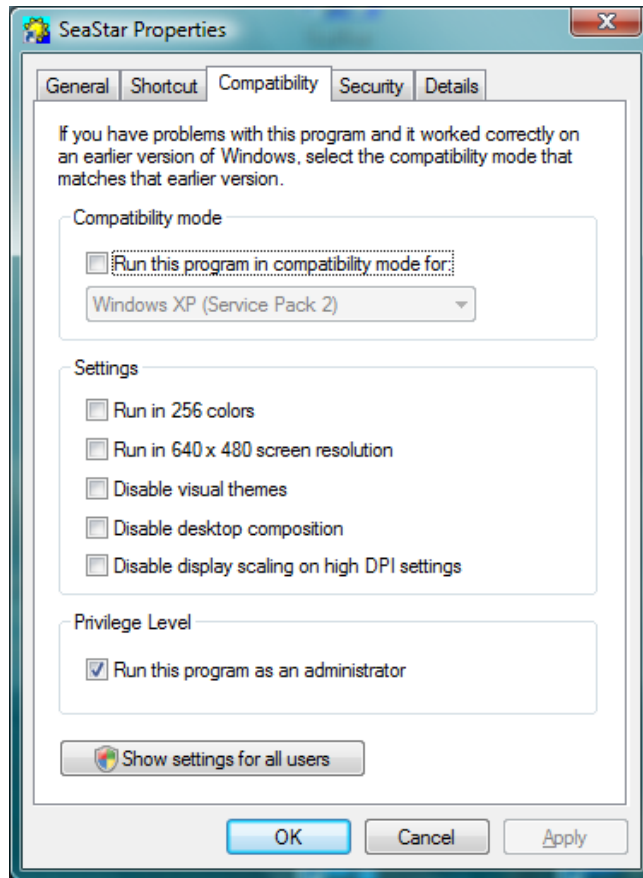 SeaStar Properties
General Shortcut Compatibility Security Details
If you have problems with this program and it worked correctly on
an earlier version of Windows, select the compatibility mode that
matches that earlier version.
Compatibility mode
Run this program in compatibility mode for:
Windows XP (Service Pack 2)
Settings
Run in 256 colors
Run in 640 x 480 screen resolution
Disable visual themes
Disable desktop composition
Disable display scaling on high DPI settings
Privilege Level
Run this program as an administrator
Show settings for all users
OK Cancel Apply